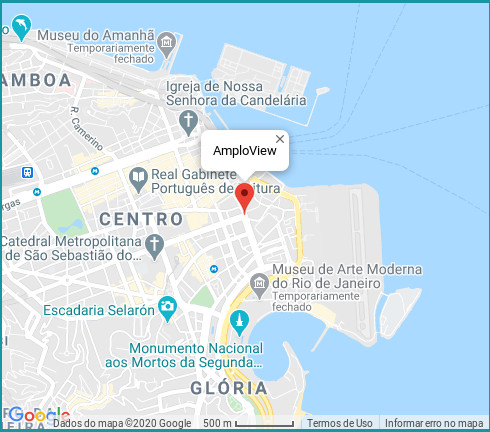 Museu do Amanhã
Temporariamente
fechado
AMBOA
Igreja de Nossa
Senhora da Candelária
R. Camerino
AmploView
Real Gabinete
Português de
itura
gas
CENTRO
Catedral Metropolitana
de São Sebastião do...
Museu de Arte Moderna
do Rio de Janeiro
Temporariamente
fechado
Escadaria Selarón
Monumento Nacional
aos Mortos da Segunda...
GLÓRIA
Google
Dados do mapa ©2020 Google
500 m
Termos de Uso
Informar erro no mapa